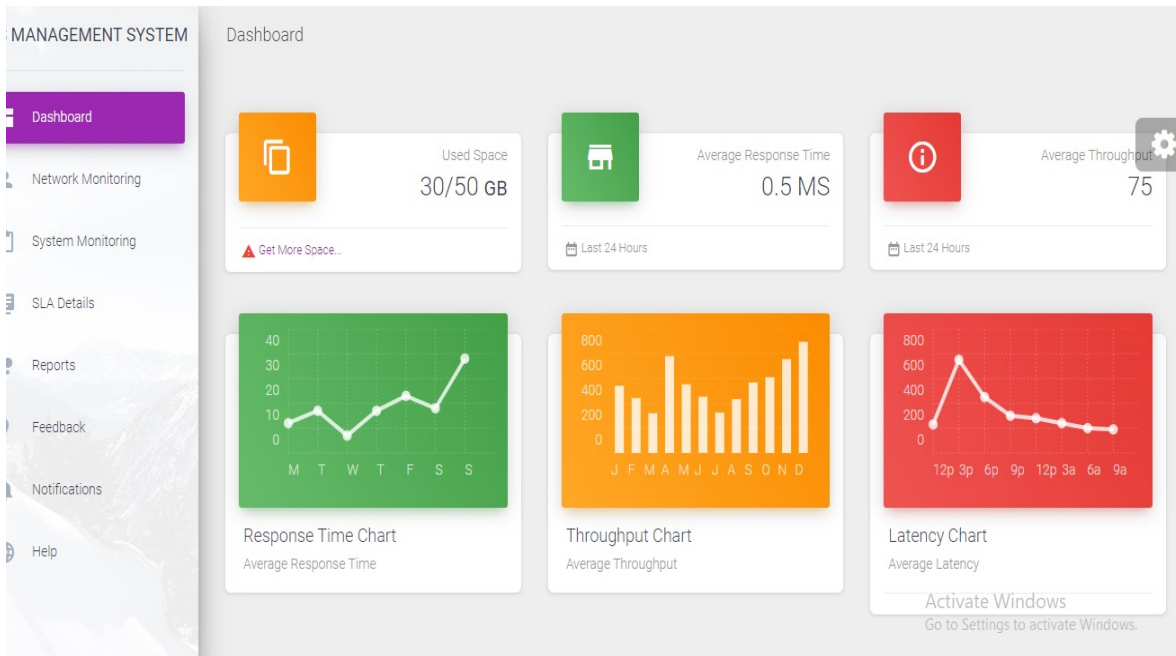 MANAGEMENT SYSTEM
Dashboard
Network Monitoring
System Monitoring
SLA Details
Reports
Feedback
Notifications
Help
Dashboard
Used Space
30/50 GB
Get More Space...
Average Response Time
0.5 MS
Last 24 Hours
Average Throughput
75
Last 24 Hours
40
30
20
10
0
M T W T F S S
Response Time Chart
Average Response Time
800
600
400
200
0
J F M A M J J A S O N D
Throughput Chart
Average Throughput
800
600
400
200
0
12p 3p 6p 9p 12p 3a 6a 9a
Latency Chart
Average Latency
Activate Windows
Go to Settings to activate Windows.